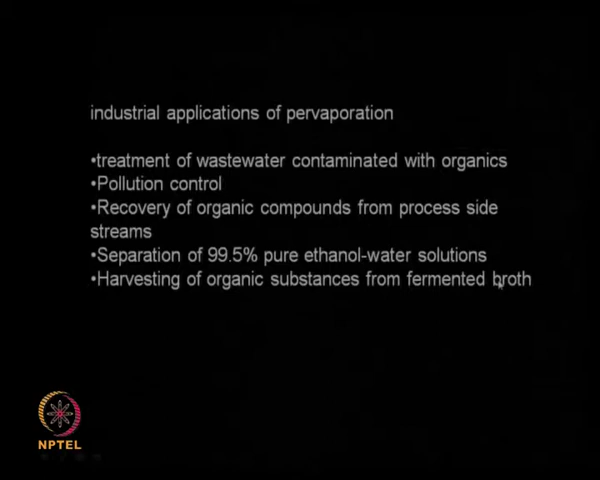 industrial applications of pervaporation
•treatment of wastewater contaminated with organics
•Pollution control
•Recovery of organic compounds from process side
streams
•Separation of 99.5% pure ethanol-water solutions
•Harvesting of organic substances from fermented broth
NPTEL